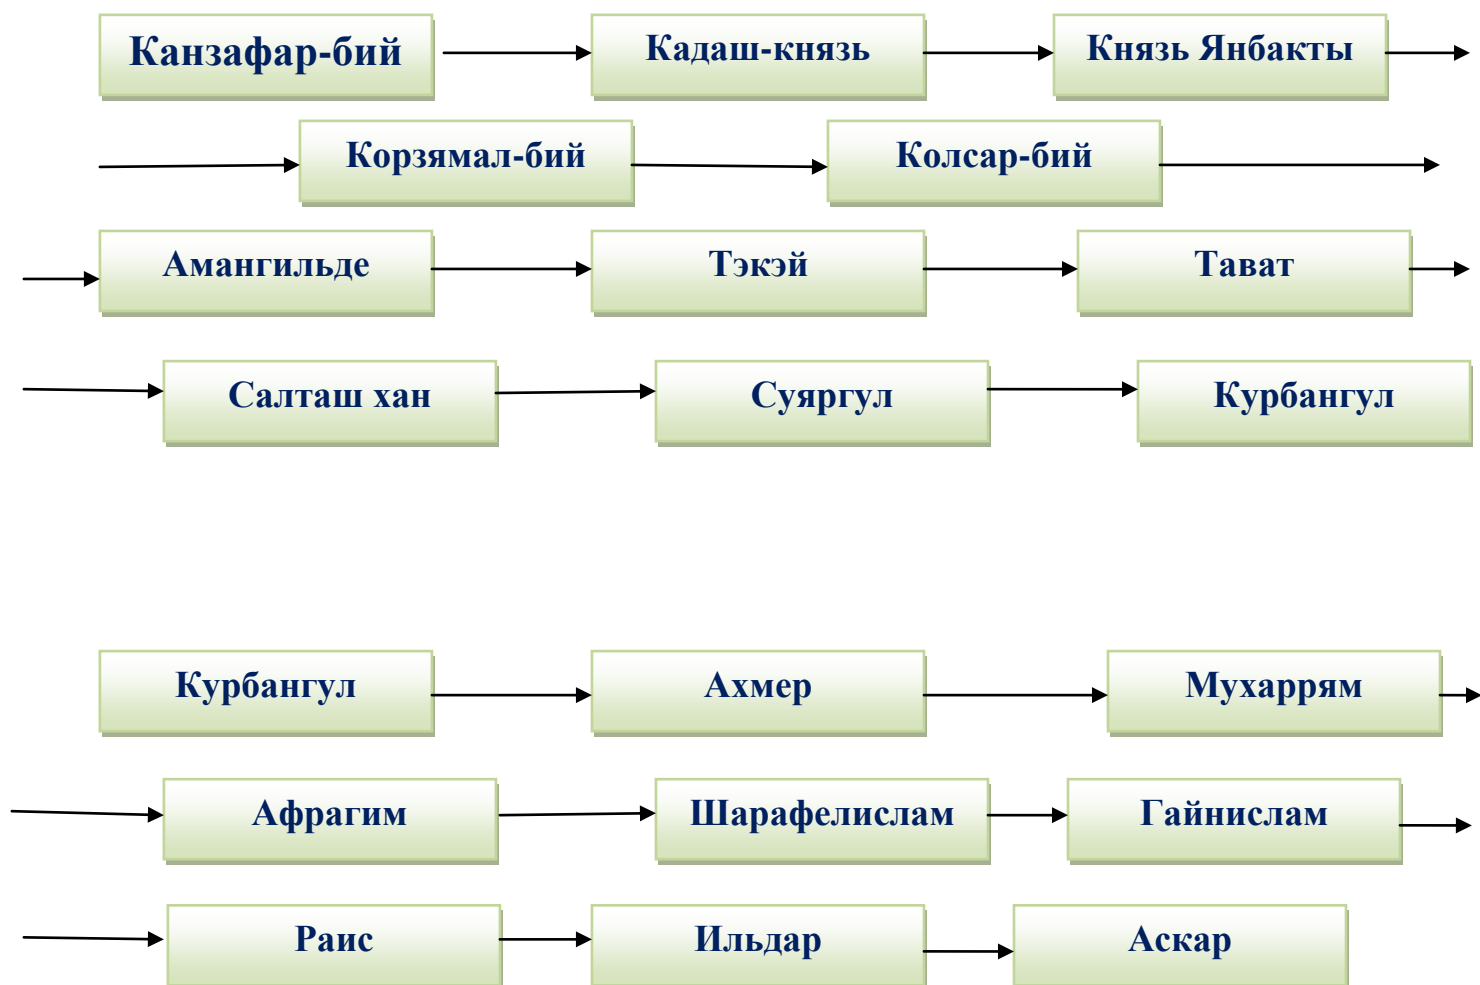 Канзафар-бий Кадаш-князь Князь Янбакты
Корзямал-бий Колсар-бий
Амангильде Тэкэй Тават
Салташ хан Суяргул Курбангул
Курбангул Ахмер Мухаррям
Афрагим Шарафелислам Гайнислам
Раис Ильдар Аскар